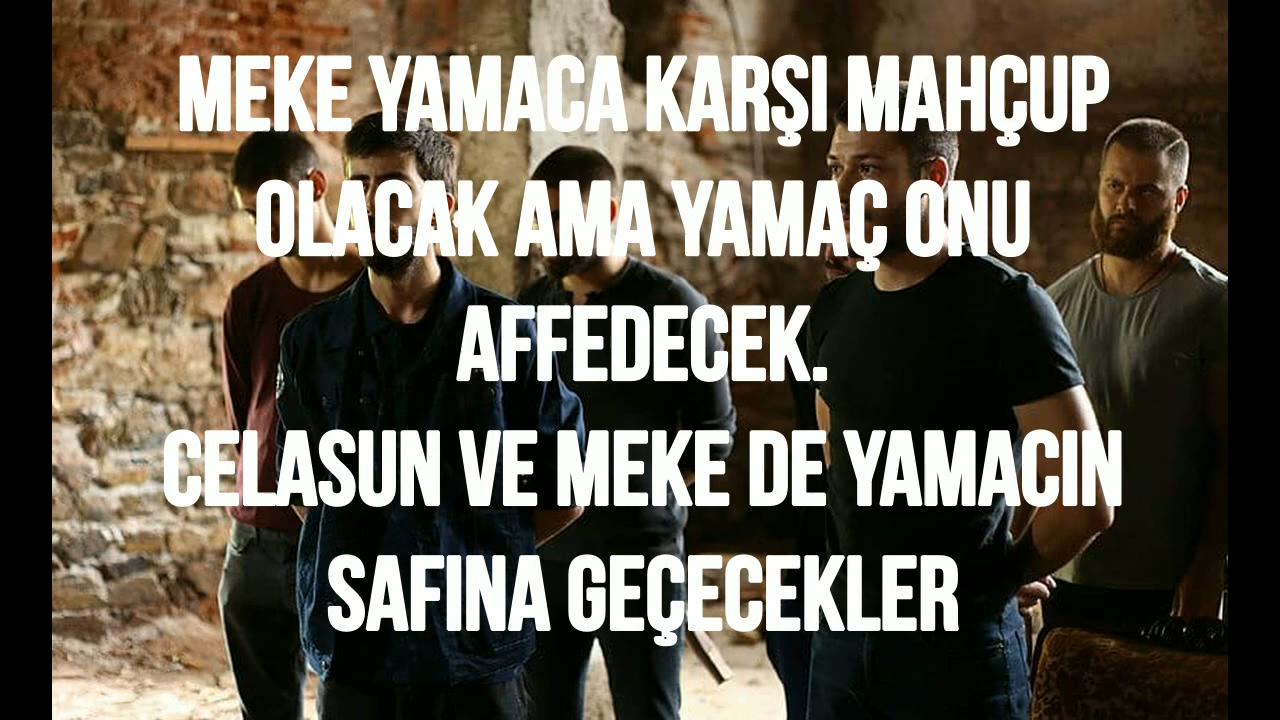 MEKE YAMACA KARŞI MAHÇUP
OLACAK AMA YAMAÇ ONU
AFFEDECEK.
CELASUN VE MEKE DE YAMACIN
SAFINA GEÇECEKLER